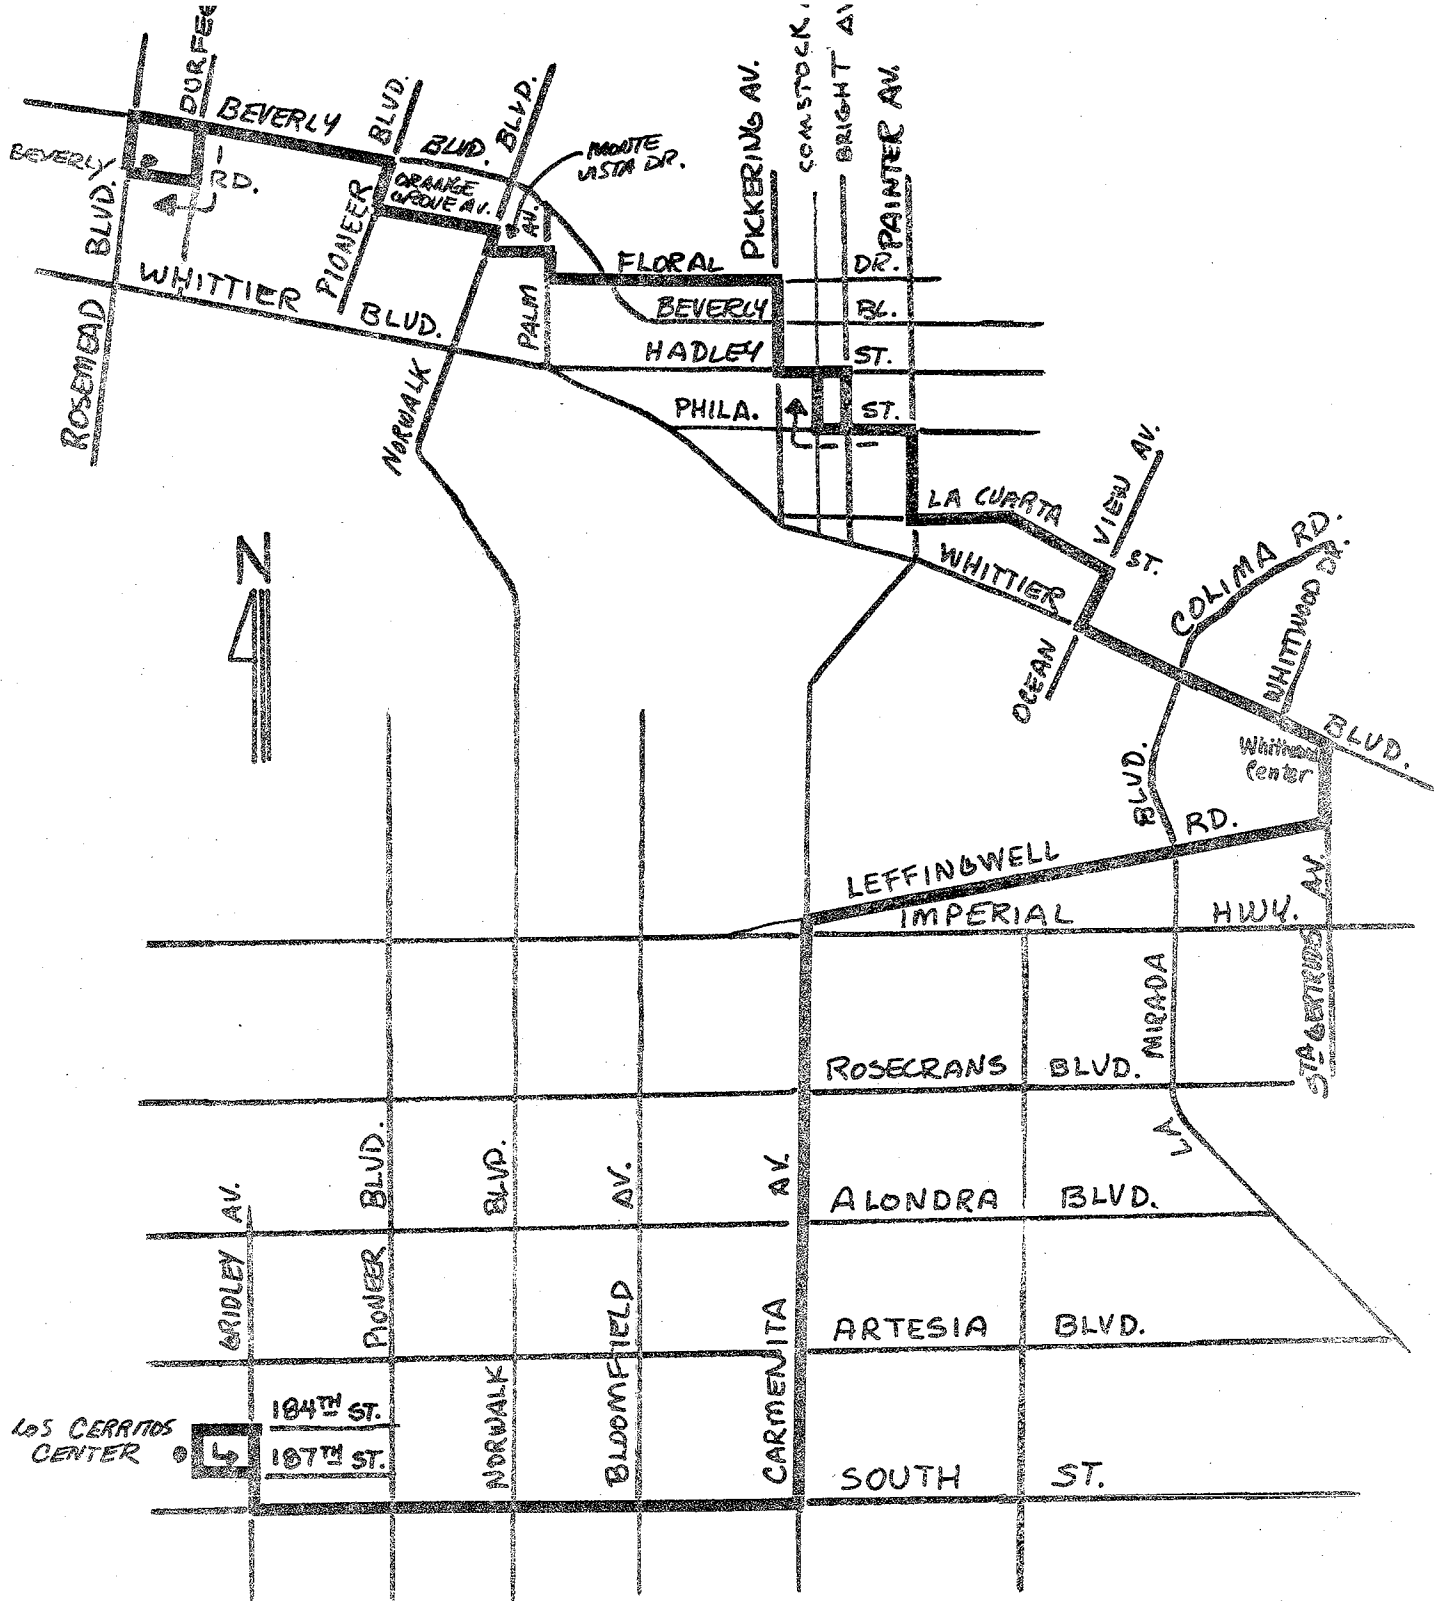 DURFEE
BEVERLY
BLVD.
BLVD.
BLVD.
MONTE
VISTA DR.
PICKERING AV.
COMSTOCK
BRIGHT AV
PAINTER AV.
BEVERLY
RD.
ORANGE
GROVE AV.
PIONEER
AV.
BLVD.
WHITTIER
BLVD.
FLORAL
DR.
BEVERLY
BL.
PALM
HADLEY
ST.
ROSEMEAD
NORWALK
PHILA.
ST.
LA CUARTA
ST.
VIEW AV.
WHITTIER
COLIMA RD.
WHITTWOOD DR.
N
OCEAN
BLVD.
Center
BLVD.
RD.
LEFFINGWELL
IMPERIAL
HWY.
STA GERTRUDES
AV.
MIRADA
ROSECRANS
BLVD.
LA
AV.
BLVD.
BLVD.
AV.
AV.
ALONDRA
BLVD.
GRIDLEY
PIONEER
NORWALK
BLOOMFIELD
CARMENITA
ARTESIA
BLVD.
LOS CERRITOS
CENTER
184TH ST.
187TH ST.
SOUTH
ST.